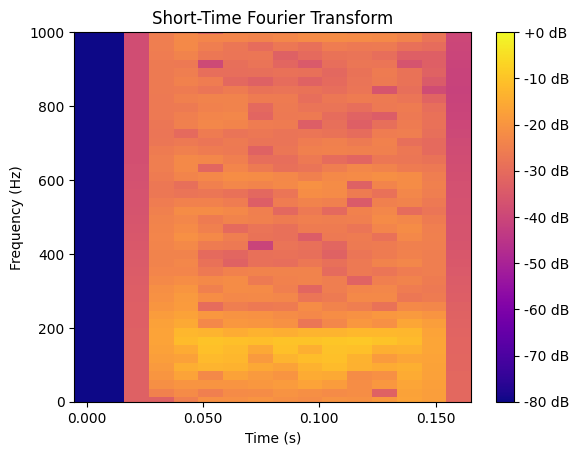 Short-Time Fourier Transform
1000
800
600
400
200
0
Frequency (Hz)
0.000
0.050
0.100
0.150
Time (s)
+0 dB
-10 dB
-20 dB
-30 dB
-40 dB
-50 dB
-60 dB
-70 dB
-80 dB